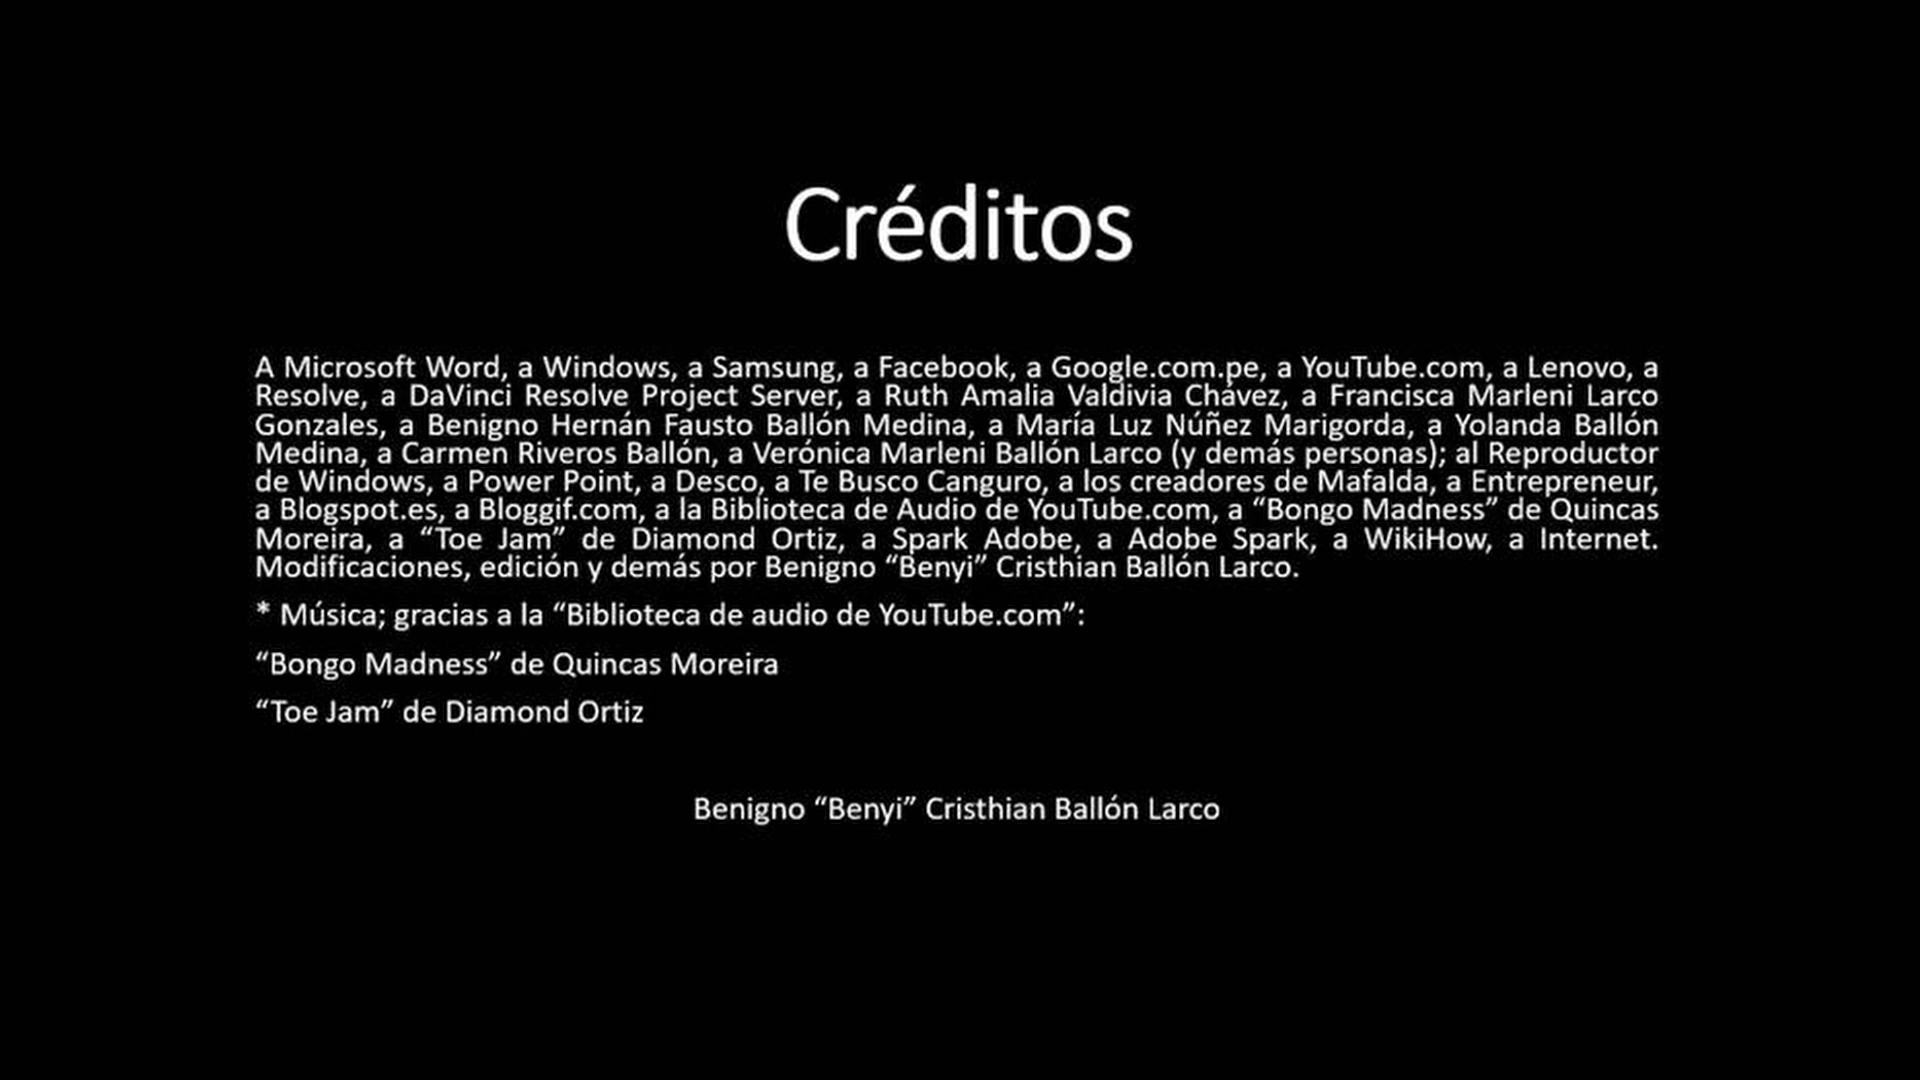 Créditos
A Microsoft Word, a Windows, a Samsung, a Facebook, a Google.com.pe, a YouTube.com, a Lenovo, a
Resolve, a DaVinci Resolve Project Server, a Ruth Amalia Valdivia Chávez, a Francisca Marleni Larco
Gonzales, a Benigno Hernán Fausto Ballón Medina, a María Luz Núñez Marigorda, a Yolanda Ballón
Medina, a Carmen Riveros Ballón, a Verónica Marleni Ballón Larco (y demás personas); al Reproductor
de Windows, a Power Point, a Desco, a Te Busco Canguro, a los creadores de Mafalda, a Entrepreneur,
a Blogspot.es, a Bloggif.com, a la Biblioteca de Audio de YouTube.com, a “Bongo Madness” de Quincas
Moreira, a “Toe Jam” de Diamond Ortiz, a Spark Adobe, a Adobe Spark, a WikiHow, a Internet.
Modificaciones, edición y demás por Benigno “Benyi” Cristhian Ballón Larco.
* Música; gracias a la “Biblioteca de audio de YouTube.com”:
“Bongo Madness” de Quincas Moreira
“Toe Jam” de Diamond Ortiz
Benigno “Benyi” Cristhian Ballón Larco